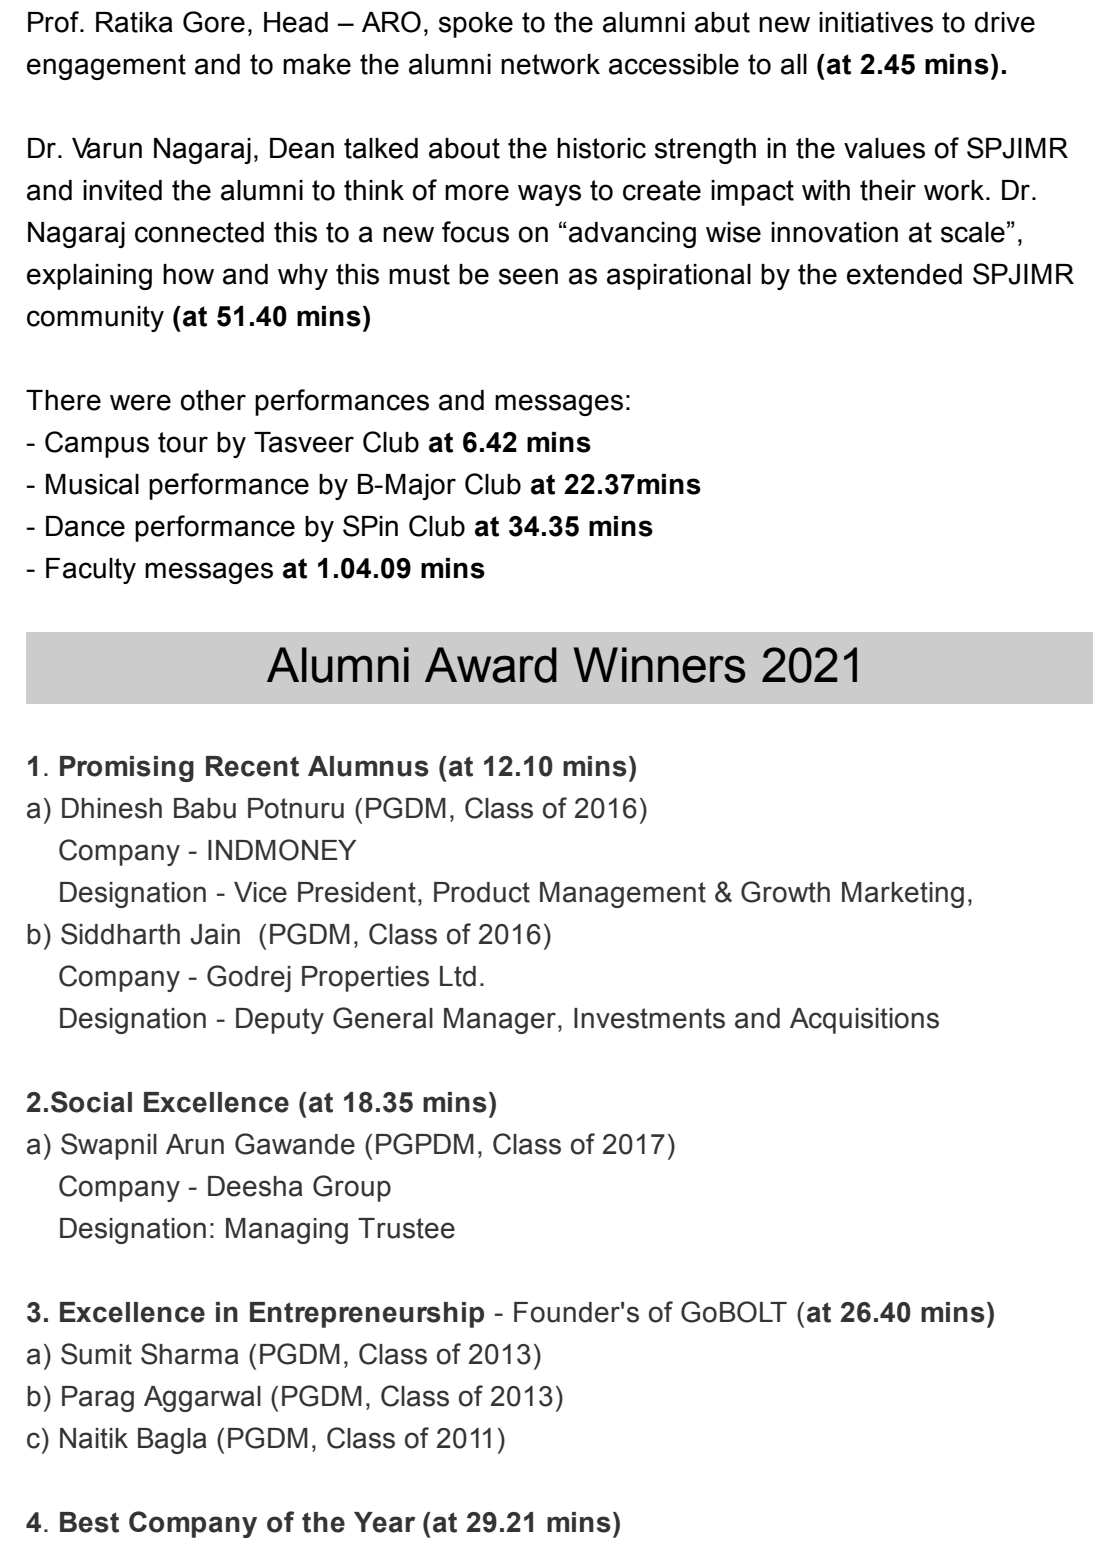 Prof. Ratika Gore, Head – ARO, spoke to the alumni abut new initiatives to drive
engagement and to make the alumni network accessible to all (at 2.45 mins).
Dr. Varun Nagaraj, Dean talked about the historic strength in the values of SPJIMR
and invited the alumni to think of more ways to create impact with their work. Dr.
Nagaraj connected this to a new focus on “advancing wise innovation at scale”,
explaining how and why this must be seen as aspirational by the extended SPJIMR
community (at 51.40 mins)
There were other performances and messages:
- Campus tour by Tasveer Club at 6.42 mins
- Musical performance by B-Major Club at 22.37mins
- Dance performance by SPin Club at 34.35 mins
- Faculty messages at 1.04.09 mins
Alumni Award Winners 2021
1. Promising Recent Alumnus (at 12.10 mins)
a) Dhinesh Babu Potnuru (PGDM, Class of 2016)
Company - INDMONEY
Designation - Vice President, Product Management & Growth Marketing,
b) Siddharth Jain  (PGDM, Class of 2016)
Company - Godrej Properties Ltd.
Designation - Deputy General Manager, Investments and Acquisitions
2.Social Excellence (at 18.35 mins)
a) Swapnil Arun Gawande (PGPDM, Class of 2017)
Company - Deesha Group
Designation: Managing Trustee
3. Excellence in Entrepreneurship - Founder's of GoBOLT (at 26.40 mins)
a) Sumit Sharma (PGDM, Class of 2013)
b) Parag Aggarwal (PGDM, Class of 2013)
c) Naitik Bagla (PGDM, Class of 2011)
4. Best Company of the Year (at 29.21 mins)